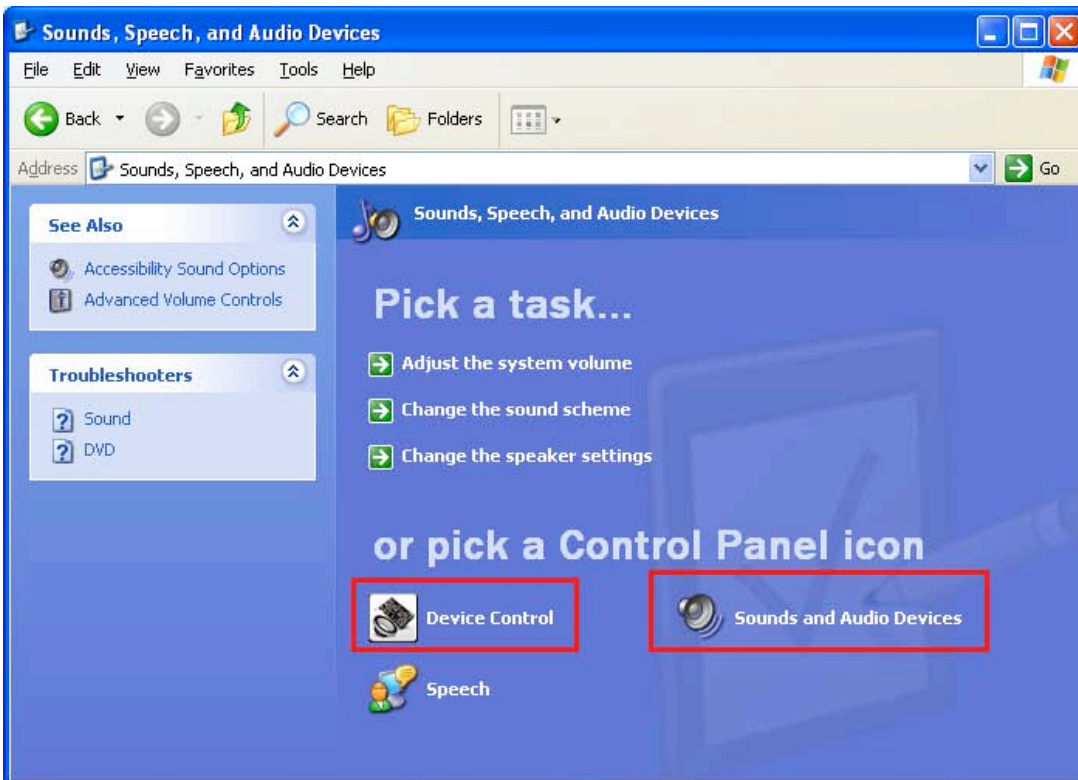 Sounds, Speech, and Audio Devices
File Edit View Favorites Tools Help
Back Search Folders
Address Sounds, Speech, and Audio Devices Go
See Also
Accessibility Sound Options
Advanced Volume Controls
Troubleshooters
Sound
DVD
Sounds, Speech, and Audio Devices
Pick a task...
Adjust the system volume
Change the sound scheme
Change the speaker settings
or pick a Control Panel icon
Device Control
Sounds and Audio Devices
Speech